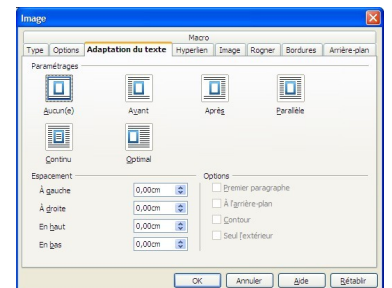 Image
Macro
Type Options Adaptation du texte Hyperlien Image Rogner Bordures Arrière-plan
Paramétrages
Aucun(e) Avant Après Parallèle
Continu Optimal
Espacement Options
À gauche 0,00cm Premier paragraphe
À droite 0,00cm À l'arrière-plan
En haut 0,00cm Contour
En bas 0,00cm Seul l'extérieur
OK Annuler Aide Rétablir